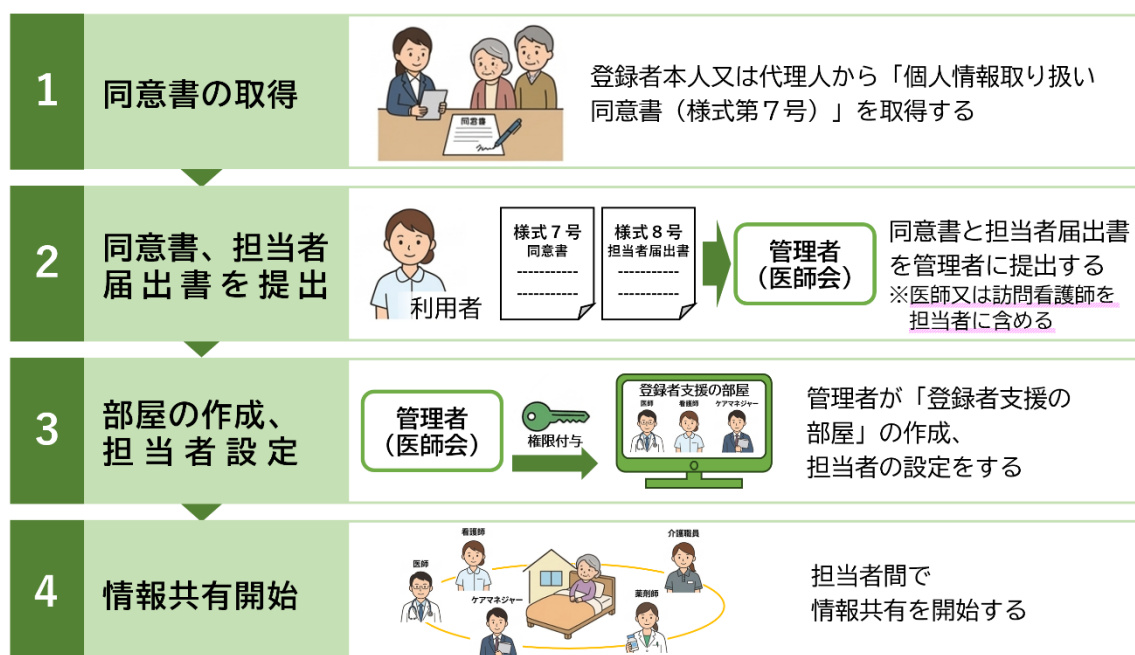 1
同意書の取得
同意書
登録者本人又は代理人から「個人情報取り扱い
同意書（様式第７号）」を取得する
2
同意書、担当者
届出書を提出
利用者
様式７号
同意書
様式８号
担当者届出書
管理者
（医師会）
同意書と担当者届出書
を管理者に提出する
※医師又は訪問看護師を
担当者に含める
3
部屋の作成、
担当者設定
管理者
（医師会）
権限付与
登録者支援の部屋
医師
看護師
ケアマネジャー
管理者が「登録者支援の
部屋」の作成、
担当者の設定をする
4
情報共有開始
看護師
介護職員
医師
ケアマネジャー
薬剤師
担当者間で
情報共有を開始する